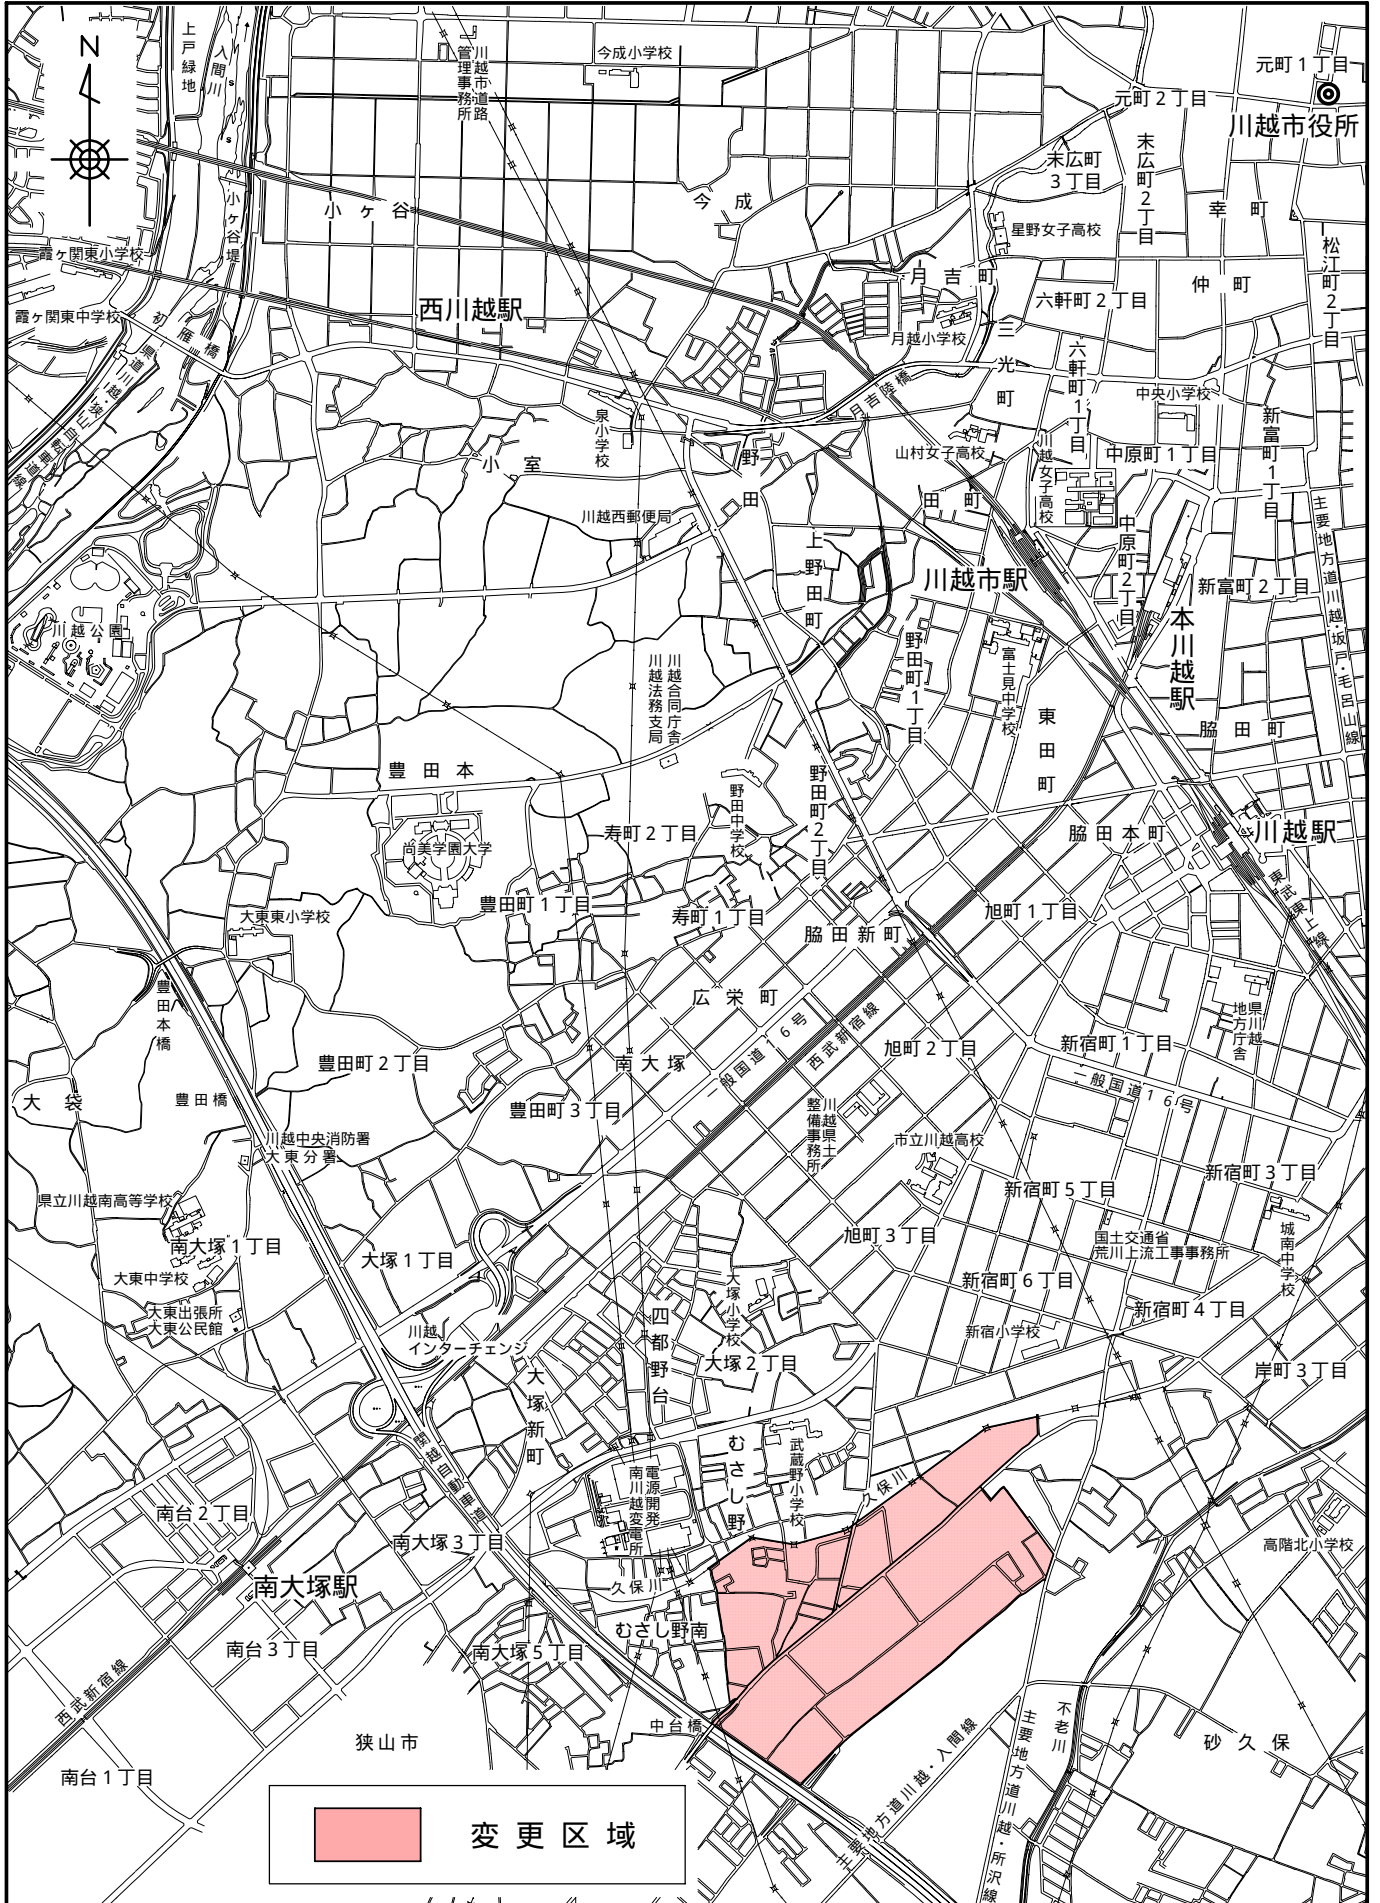 N
上戸緑地
入間川
川越市道路
管理事務所
今成小学校
元町１丁目
元町２丁目
川越市役所
末広町
３丁目
末広町２丁目
小ヶ谷
今成
幸町
小ヶ谷堤
星野女子高校
松江町２丁目
霞ヶ関東小学校
月吉町
仲町
西川越駅
六軒町２丁目
霞ヶ関東中学校
初雁橋
月越小学校
三光町
六軒町１丁目
県道川越狭山自転車道線
月吉陸橋
中央小学校
新富町１丁目
泉小学校
小室
野田
山村女子高校
川越女子高校
中原町１丁目
田町
川越西郵便局
上野田町
中原町２丁目
主要地方道川越・坂戸・毛呂山線
川越市駅
新富町２丁目
本川越駅
川越公園
野田町１丁目
富士見中学校
川越合同庁舎
川越法務支局
東田町
脇田町
豊田本
野田町２丁目
野田中学校
寿町２丁目
脇田本町
川越駅
尚美学園大学
豊田町１丁目
寿町１丁目
旭町１丁目
東武東上線
大東東小学校
脇田新町
豊田本橋
広栄町
県川越
地方庁舎
一般国道１６号
西武新宿線
旭町２丁目
新宿町１丁目
豊田町２丁目
南大塚
一般国道１６号
大袋
豊田橋
豊田町３丁目
川越県土
整備事務所
川越中央消防署
大東分署
市立川越高校
新宿町３丁目
県立川越南高等学校
新宿町５丁目
南大塚１丁目
大塚１丁目
旭町３丁目
国土交通省
荒川上流工事事務所
城南中学校
大東中学校
大塚小学校
新宿町６丁目
大東出張所
大東公民館
四都野台
新宿町４丁目
川越
インターチェンジ
新宿小学校
大塚２丁目
岸町３丁目
大塚新町
むさし野
武蔵野小学校
関越自動車道
電源開発
南川越変電所
久保川
南台２丁目
南大塚３丁目
高階北小学校
南大塚駅
久保川
むさし野南
南台３丁目
南大塚５丁目
西武新宿線
中台橋
不老川
狭山市
主要地方道川越・入間線
主要地方道川越・所沢線
砂久保
南台１丁目
変更区域